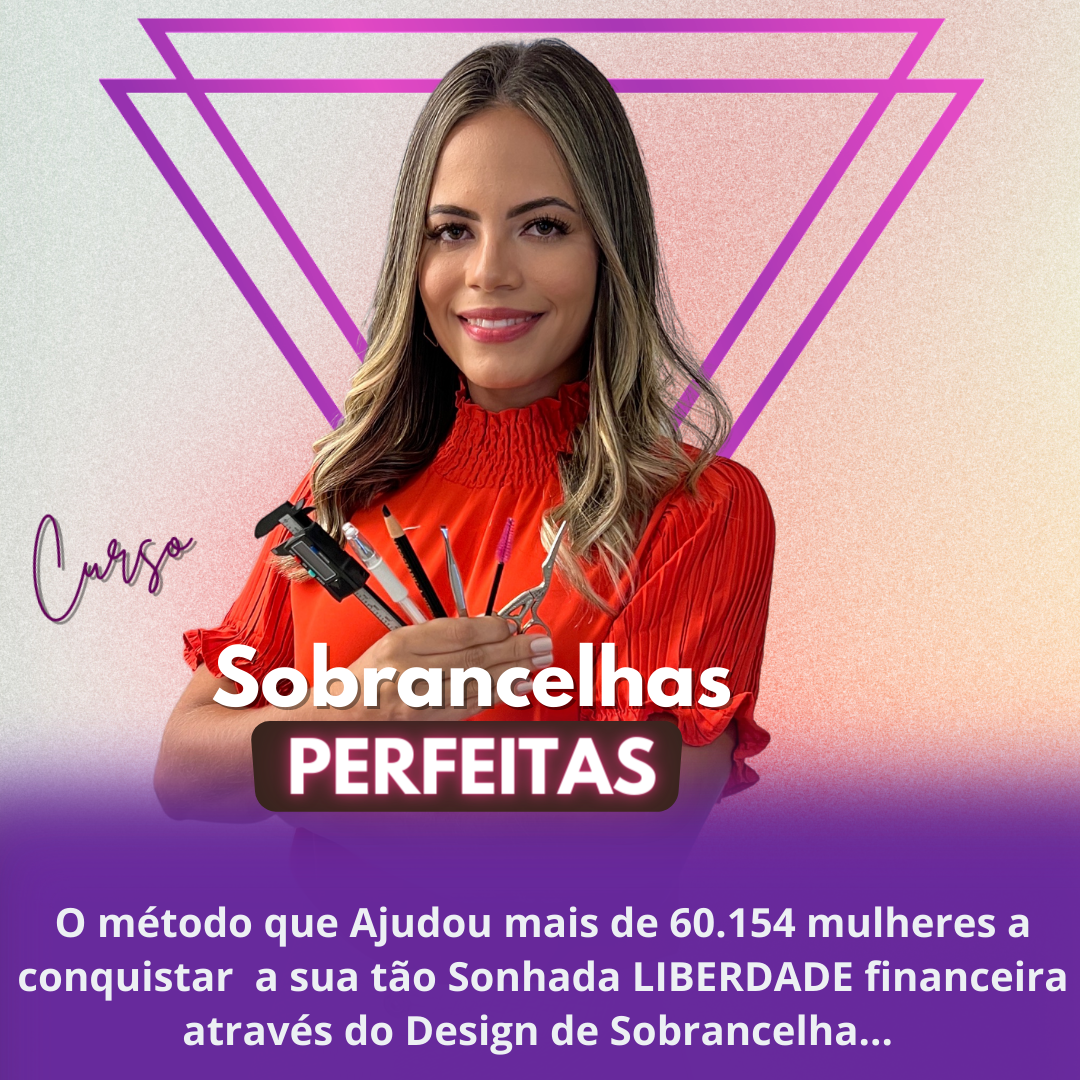 Curso
Sobrancelhas
PERFEITAS
O método que Ajudou mais de 60.154 mulheres a
conquistar a sua tão Sonhada LIBERDADE financeira
através do Design de Sobrancelha...